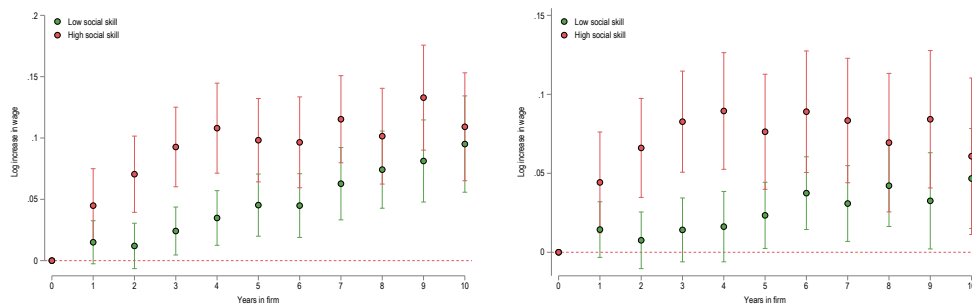 .2
.15
.1
.05
0
Log increase in wage
Low social skill
High social skill
0 1 2 3 4 5 6 7 8 9 10
Years in firm
.15
.1
.05
0
Log increase in wage
Low social skill
High social skill
0 1 2 3 4 5 6 7 8 9 10
Years in firm